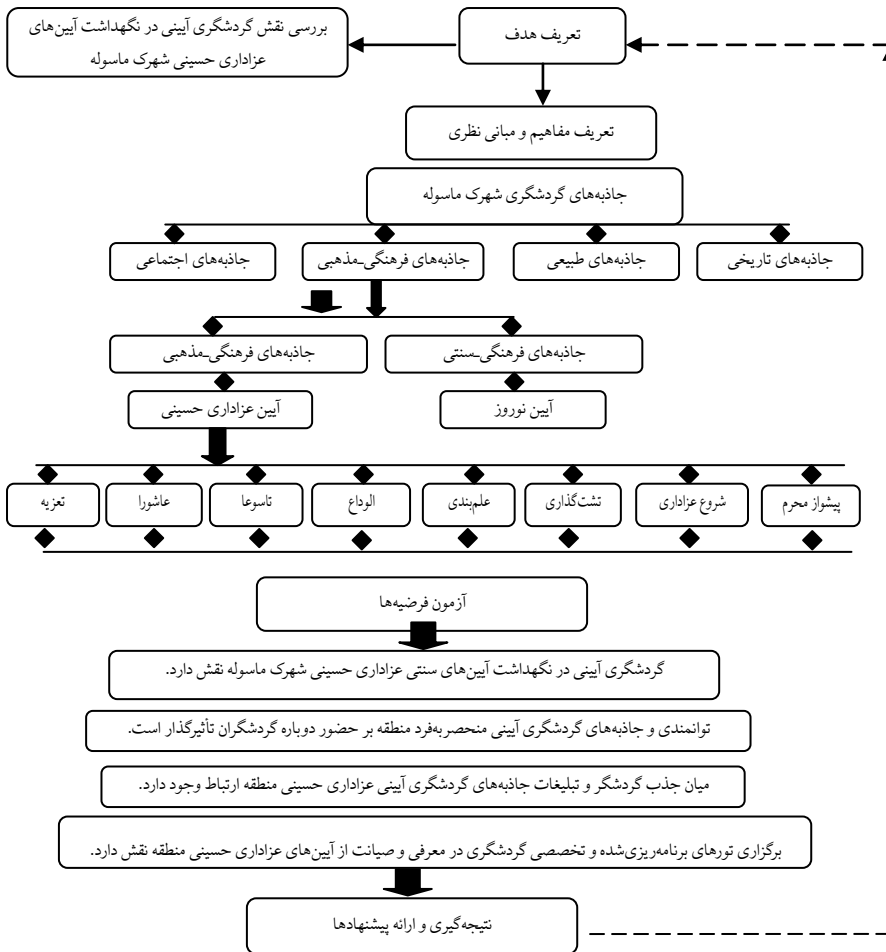 تعریف هدف
بررسی نقش گردشگری آیینی در نگهداشت آیین‌های
عزاداری حسینی شهرک ماسوله
تعریف مفاهیم و مبانی نظری
جاذبه‌های گردشگری شهرک ماسوله
جاذبه‌های تاریخی
جاذبه‌های طبیعی
جاذبه‌های فرهنگی-مذهبی
جاذبه‌های اجتماعی
جاذبه‌های فرهنگی-سنتی
جاذبه‌های فرهنگی-مذهبی
آیین نوروز
آیین عزاداری حسینی
پیشواز محرم
شروع عزاداری
تشت‌گذاری
علم‌بندی
الوداع
تاسوعا
عاشورا
تعزیه
آزمون فرضیه‌ها
گردشگری آیینی در نگهداشت آیین‌های سنتی عزاداری حسینی شهرک ماسوله نقش دارد.
توانمندی و جاذبه‌های گردشگری آیینی منحصربه‌فرد منطقه بر حضور دوباره گردشگران تأثیرگذار است.
میان جذب گردشگر و تبلیغات جاذبه‌های گردشگری آیینی عزاداری حسینی منطقه ارتباط وجود دارد.
برگزاری تورهای برنامه‌ریزی‌شده و تخصصی گردشگری در معرفی و صیانت از آیین‌های عزاداری حسینی منطقه نقش دارد.
نتیجه‌گیری و ارائه پیشنهادها